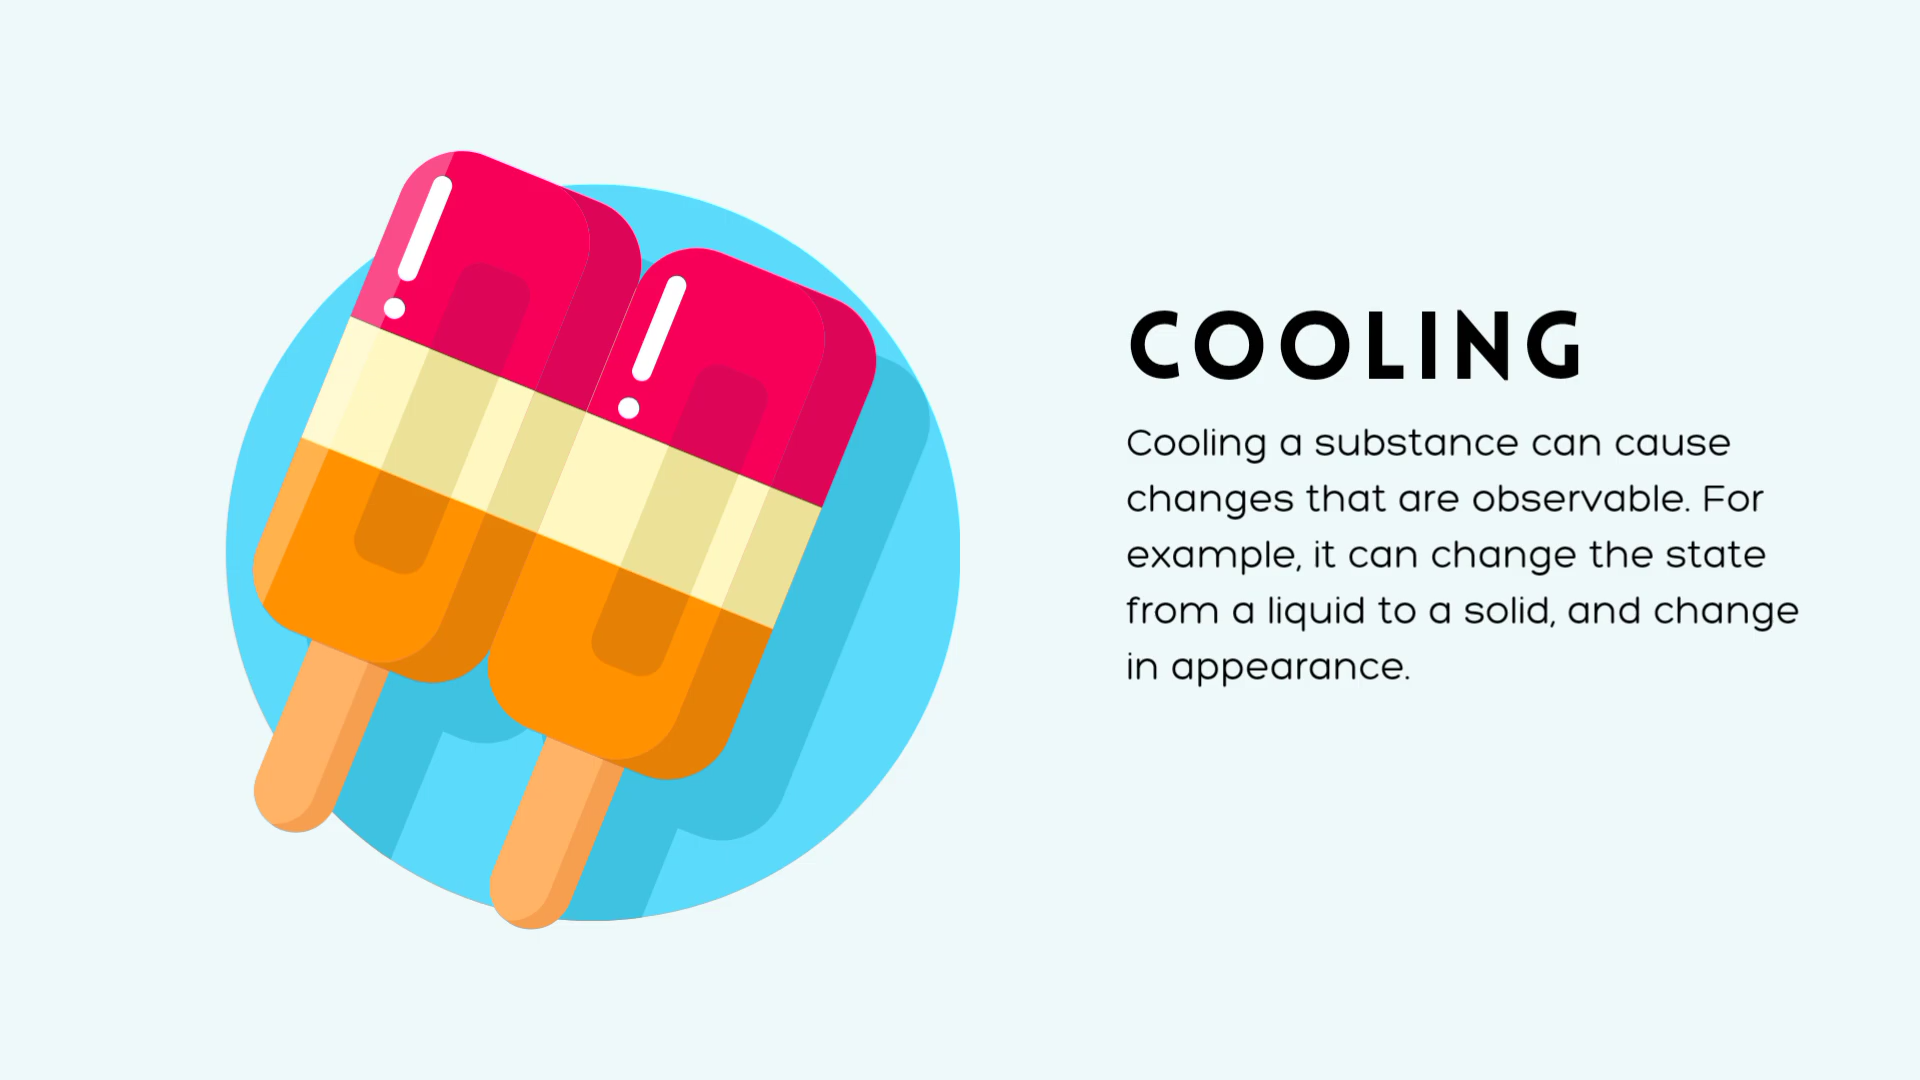 COOLING
Cooling a substance can cause
changes that are observable. For
example, it can change the state
from a liquid to a solid, and change
in appearance.